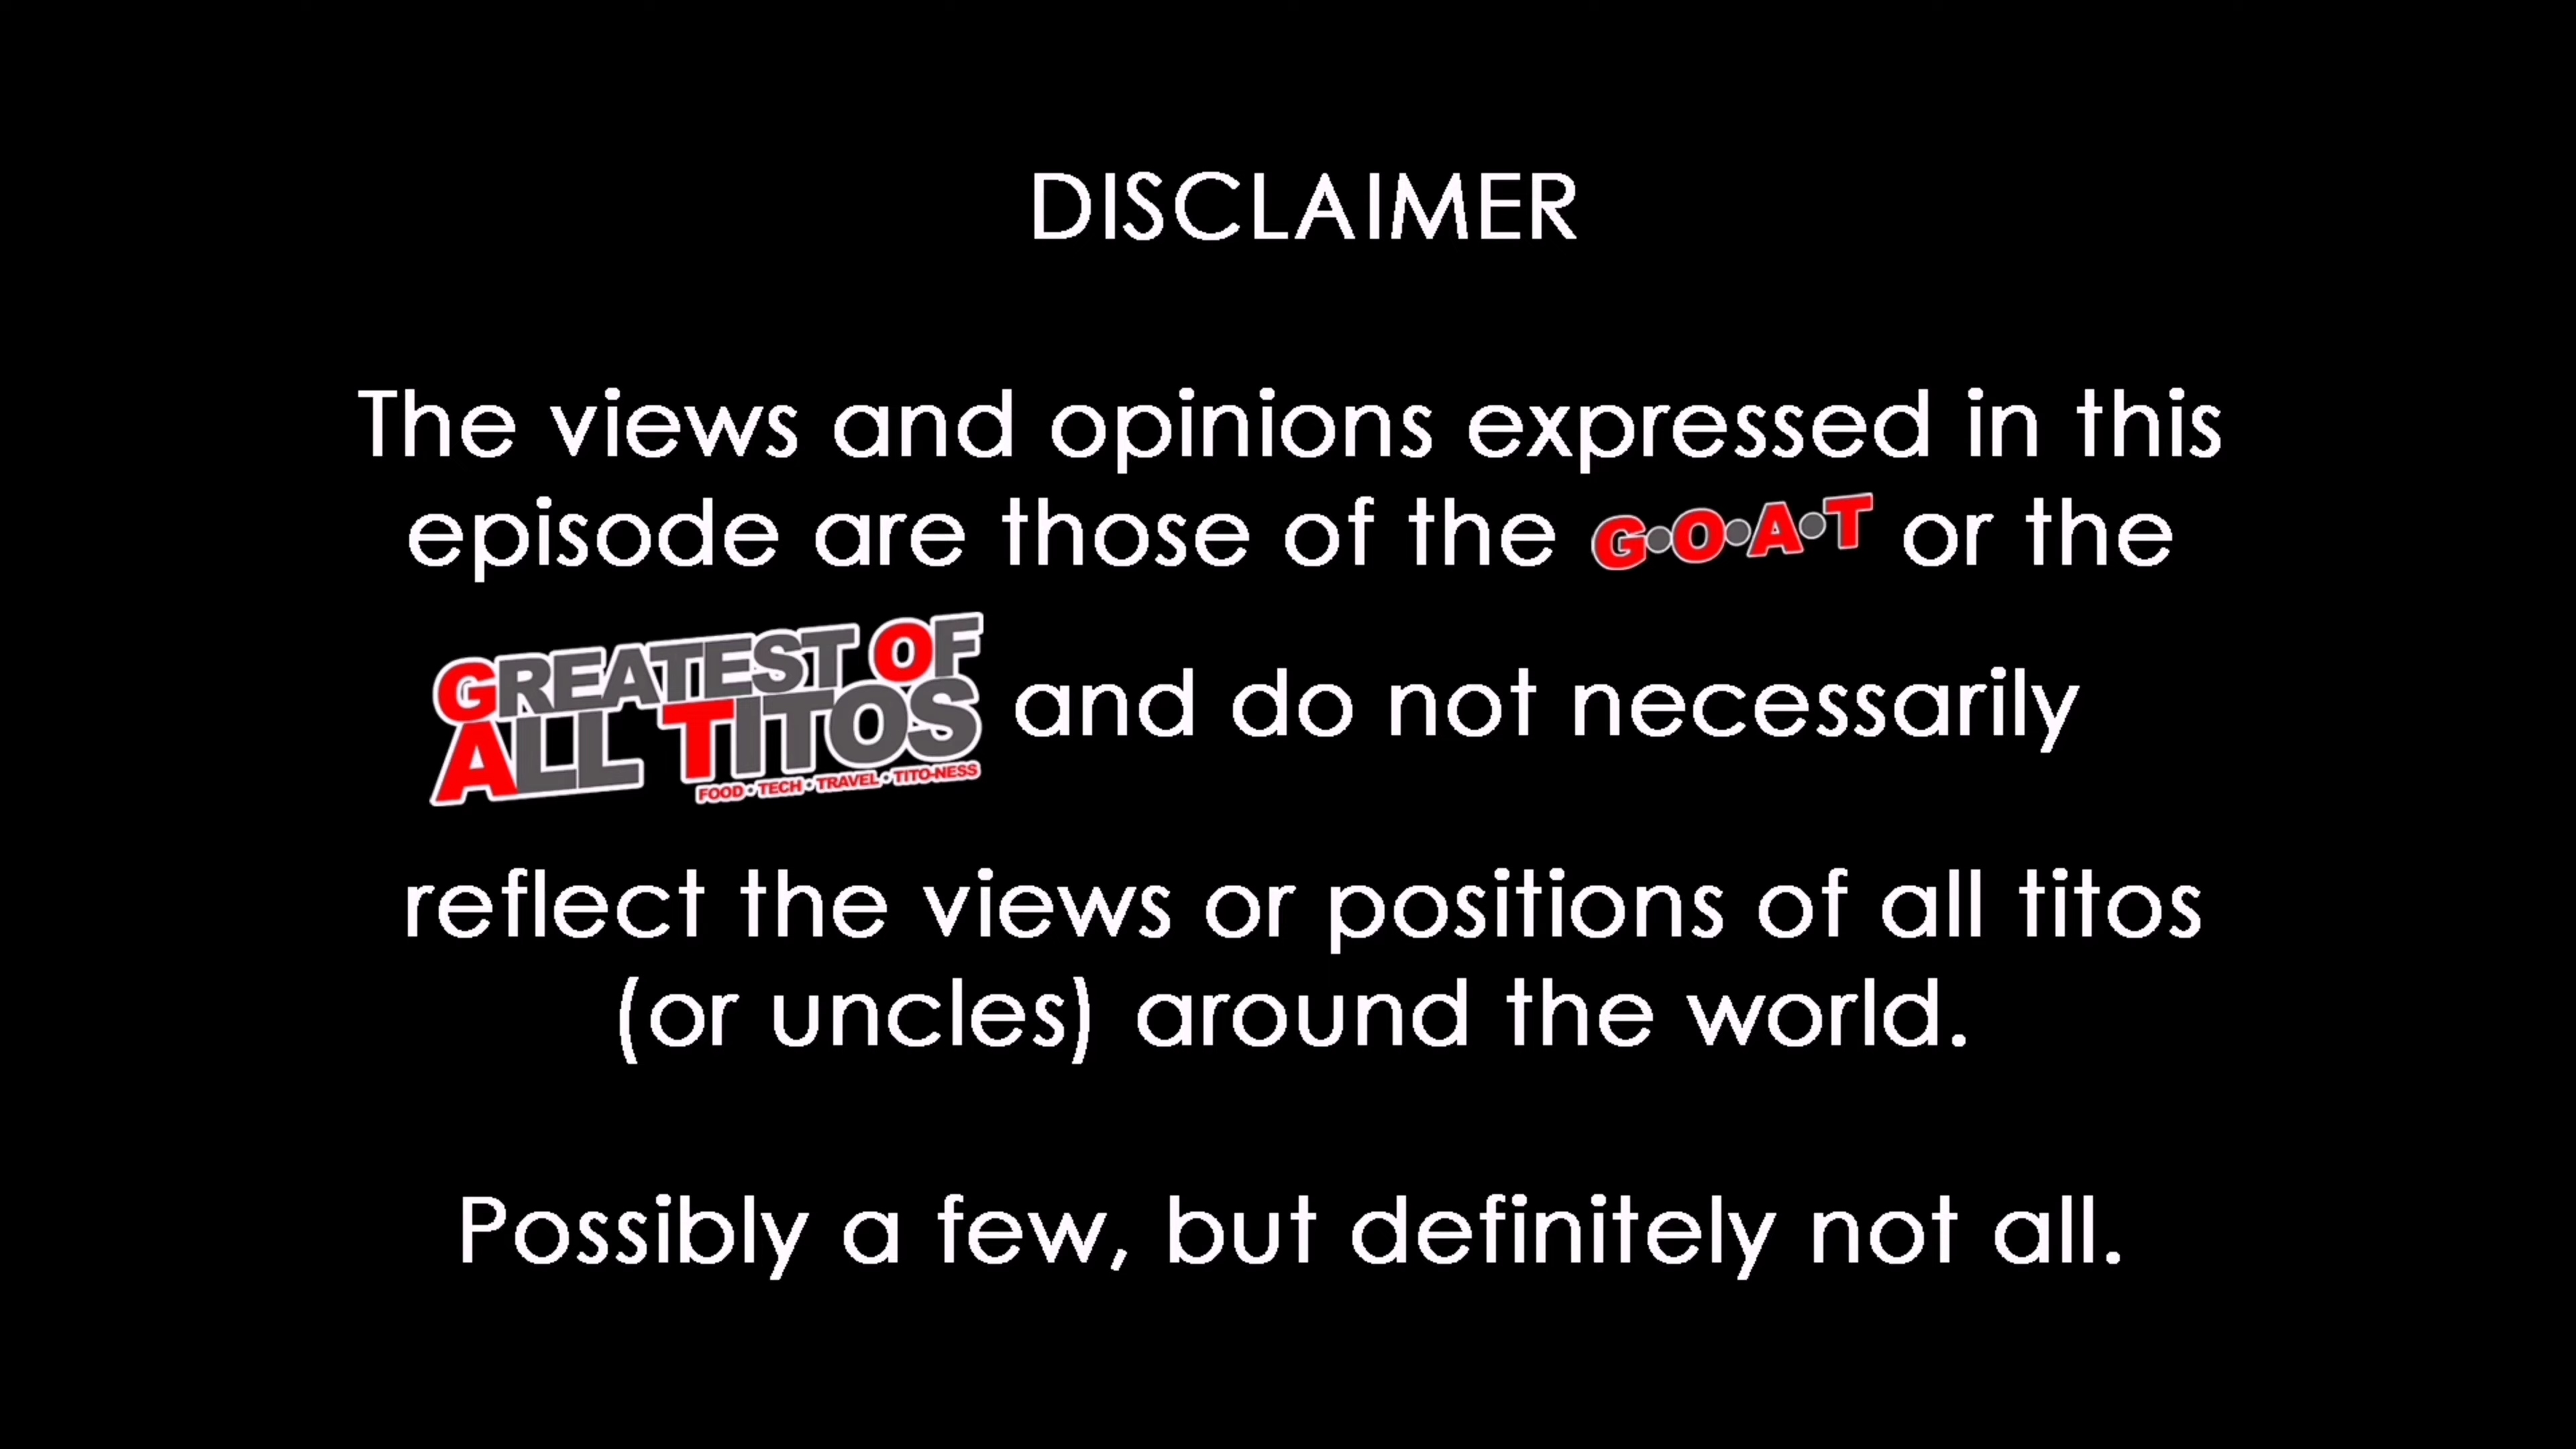 DISCLAIMER
The views and opinions expressed in this
episode are those of the G•O•A•T or the
GREATEST OF
ALL TITOS
FOOD • TECH • TRAVEL • TITO-NESS
and do not necessarily
reflect the views or positions of all titos
(or uncles) around the world.
Possibly a few, but definitely not all.